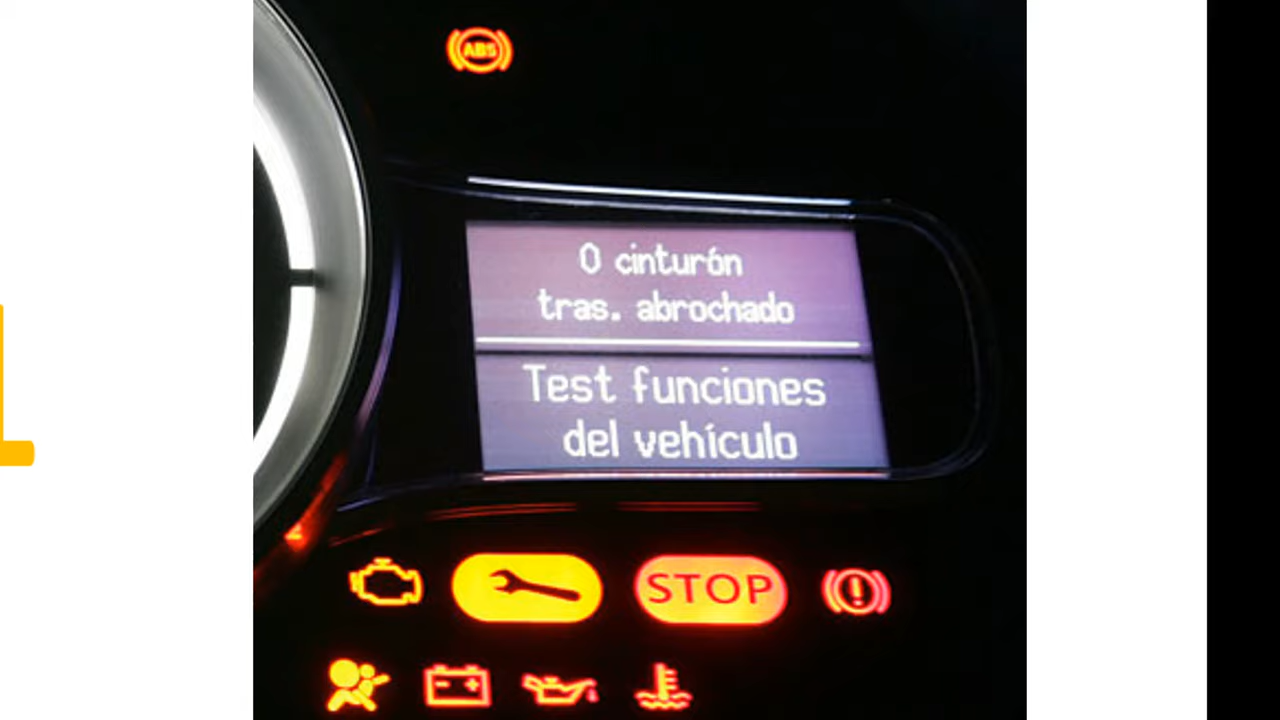 ABS
0 cinturón
tras. abrochado
Test funciones
del vehículo
STOP